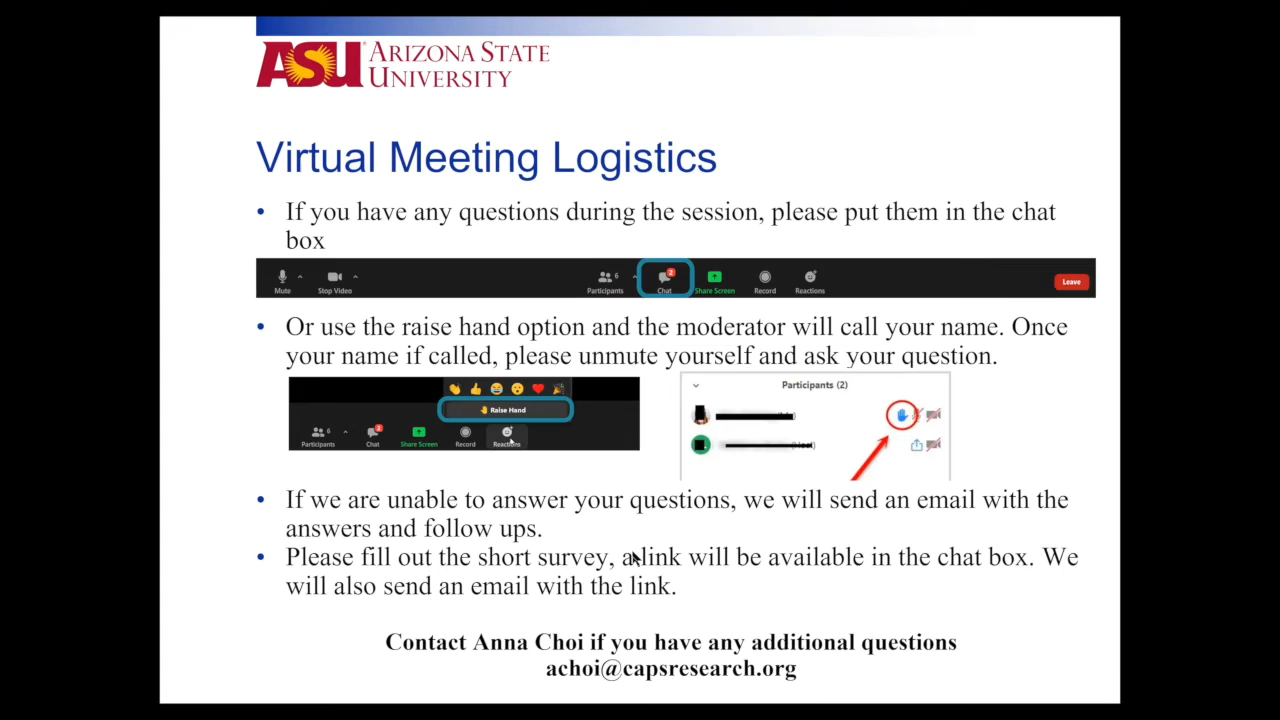 ASU ARIZONA STATE
UNIVERSITY
Virtual Meeting Logistics
• If you have any questions during the session, please put them in the chat
box
Mute Stop Video Participants 6 Chat 2 Share Screen Record Reactions Leave
• Or use the raise hand option and the moderator will call your name. Once
your name if called, please unmute yourself and ask your question.
Raise Hand
Participants 6 Chat 2 Share Screen Record Reactions
Participants (2)
• If we are unable to answer your questions, we will send an email with the
answers and follow ups.
• Please fill out the short survey, a link will be available in the chat box. We
will also send an email with the link.
Contact Anna Choi if you have any additional questions
achoi@capsresearch.org